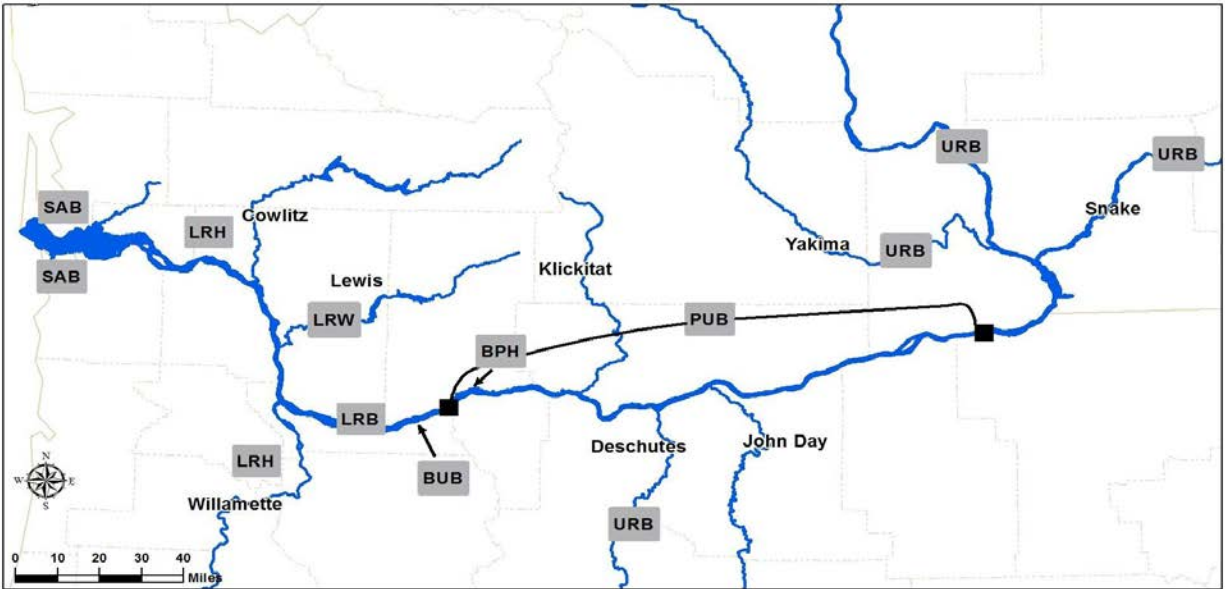 URB
URB
SAB
Snake
Cowlitz
LRH
Yakima
URB
SAB
Klickitat
Lewis
LRW
PUB
BPH
LRB
John Day
Deschutes
LRH
BUB
N
W
E
S
Willamette
URB
0 10 20 30 40
Miles